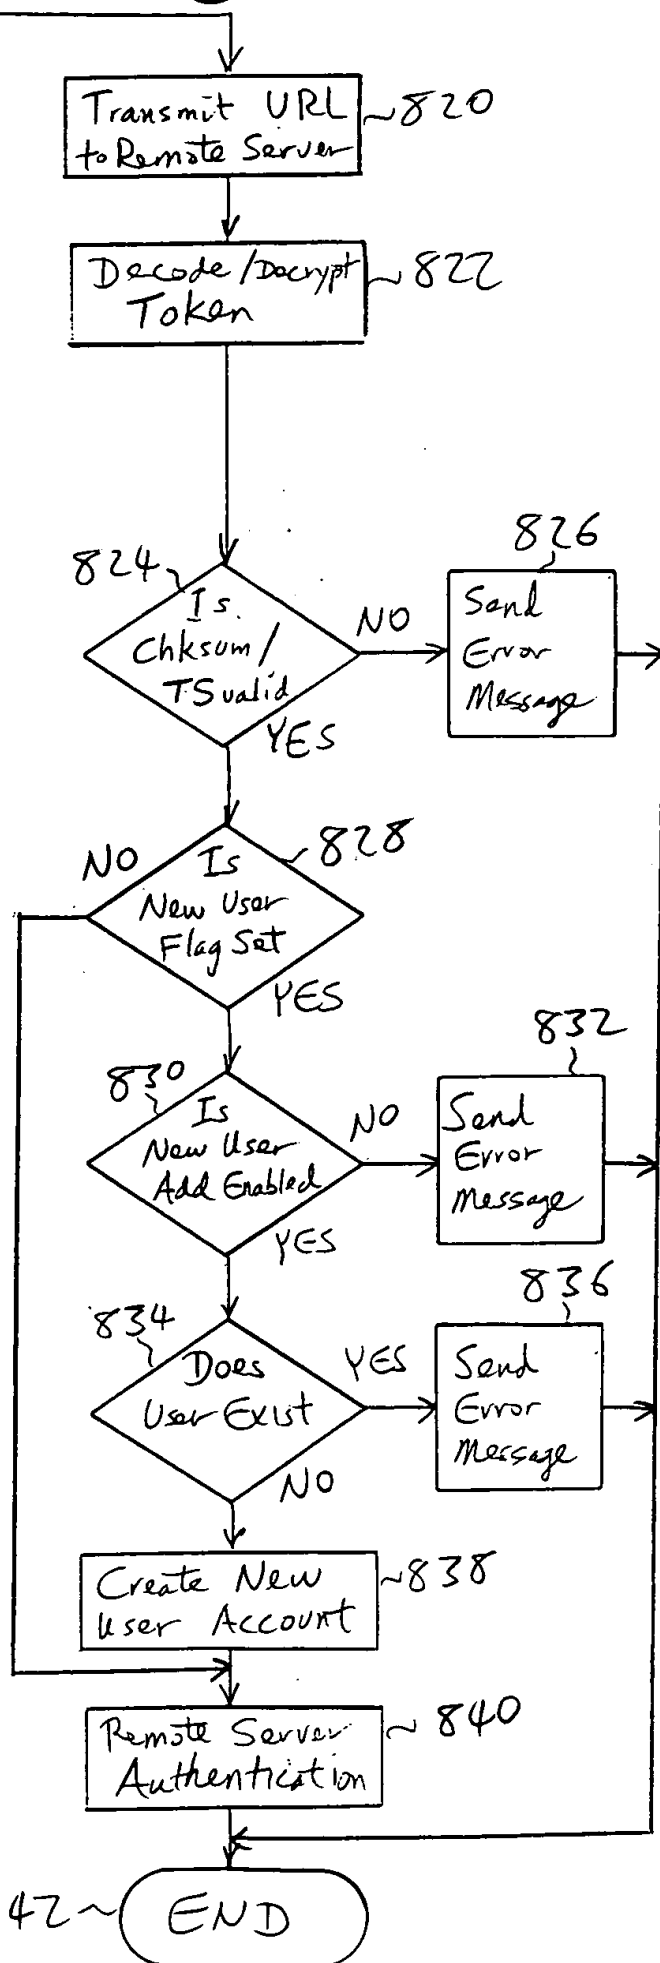 Transmit URL ~820
to Remote Server
Decode/Decrypt ~822
Token
824
Is
Chksum/
TS valid
NO
YES
826
Send
Error
Message
828
NO
Is
New User
Flag Set
YES
830
Is
New User
Add Enabled
NO
YES
832
Send
Error
Message
834
Does
User Exist
YES
NO
836
Send
Error
Message
Create New ~838
User Account
Remote Server ~840
Authentication
42~ END